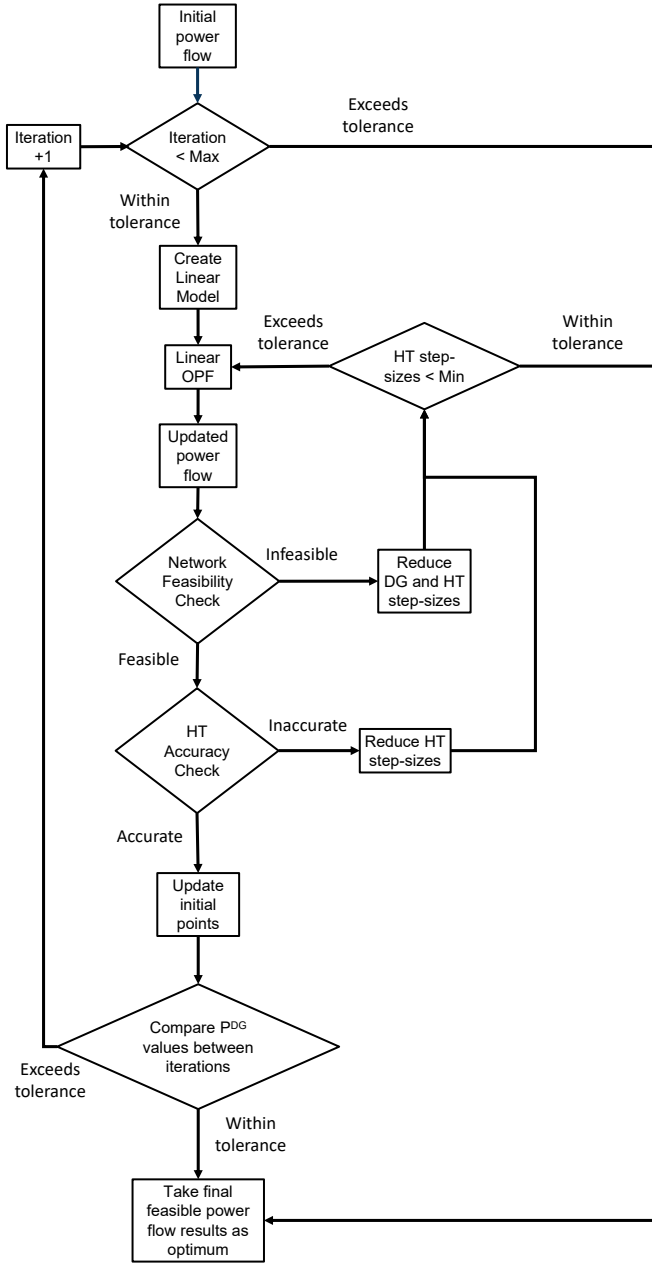 Initial
power
flow
Exceeds
tolerance
Iteration
+1
Iteration
< Max
Within
tolerance
Create
Linear
Model
Exceeds
tolerance
Within
tolerance
HT step-
sizes < Min
Linear
OPF
Updated
power
flow
Network
Feasibility
Check
Infeasible
Reduce
DG and HT
step-sizes
Feasible
HT
Accuracy
Check
Inaccurate
Reduce HT
step-sizes
Accurate
Update
initial
points
Compare Pᴰᴳ
values between
iterations
Exceeds
tolerance
Within
tolerance
Take final
feasible power
flow results as
optimum